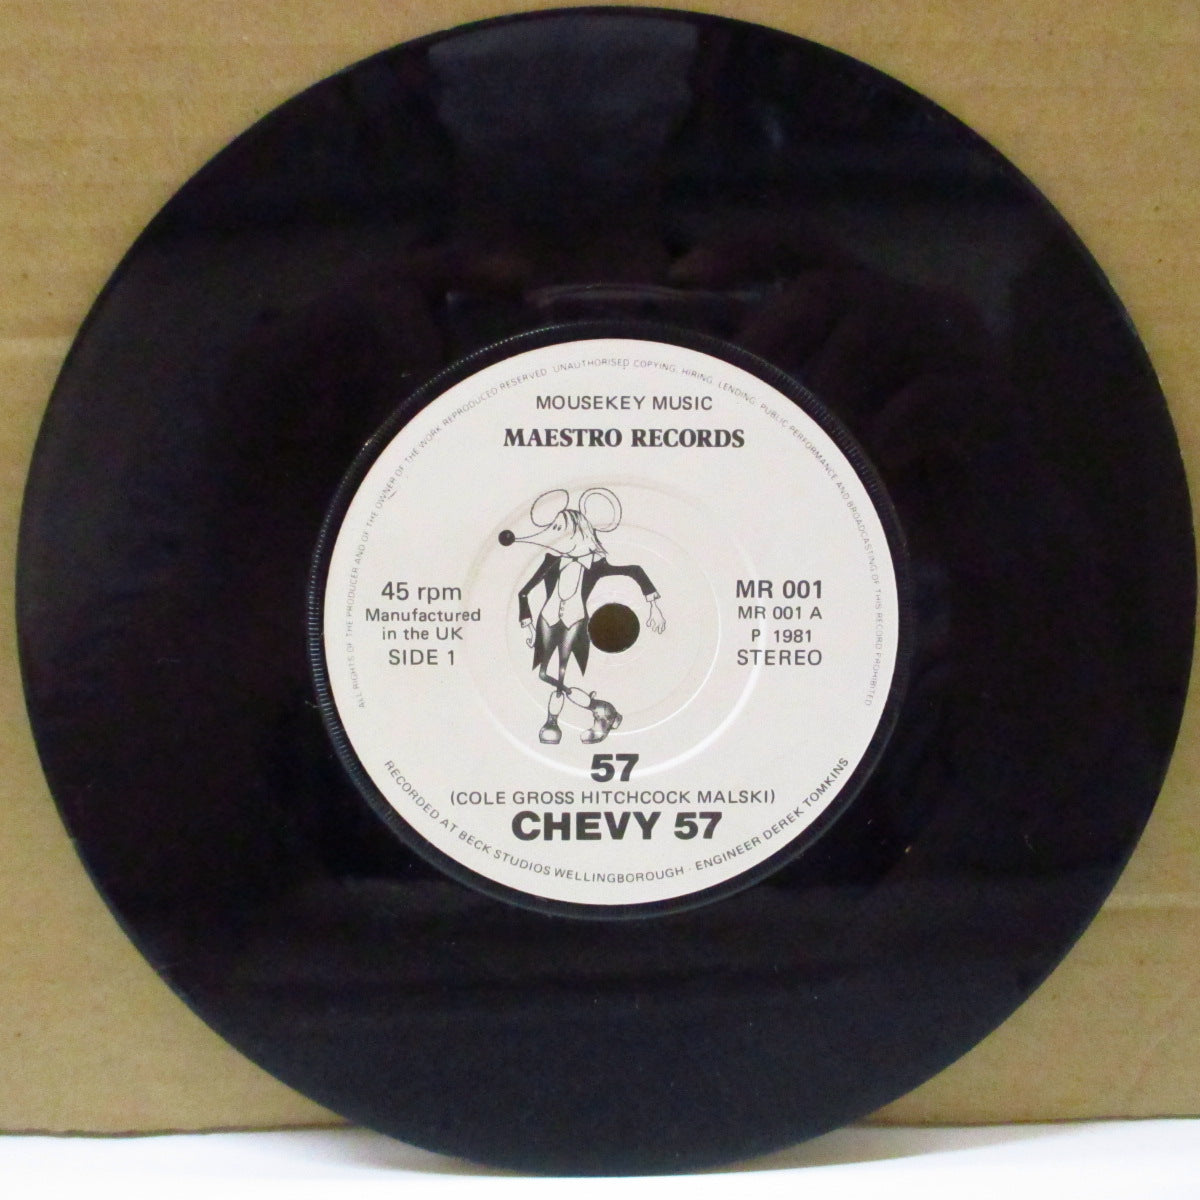 ALL RIGHTS OF THE PRODUCER AND OF THE OWNER OF THE WORK REPRODUCED RESERVED. UNAUTHORISED COPYING, HIRING, LENDING, PUBLIC PERFORMANCE AND BROADCASTING OF THIS RECORD PROHIBITED
MOUSEKEY MUSIC
MAESTRO RECORDS
45 rpm
Manufactured
in the UK
SIDE 1
MR 001
MR 001 A
P 1981
STEREO
57
(COLE GROSS HITCHCOCK MALSKI)
CHEVY 57
RECORDED AT BECK STUDIOS WELLINGBOROUGH · ENGINEER DEREK TOMKINS